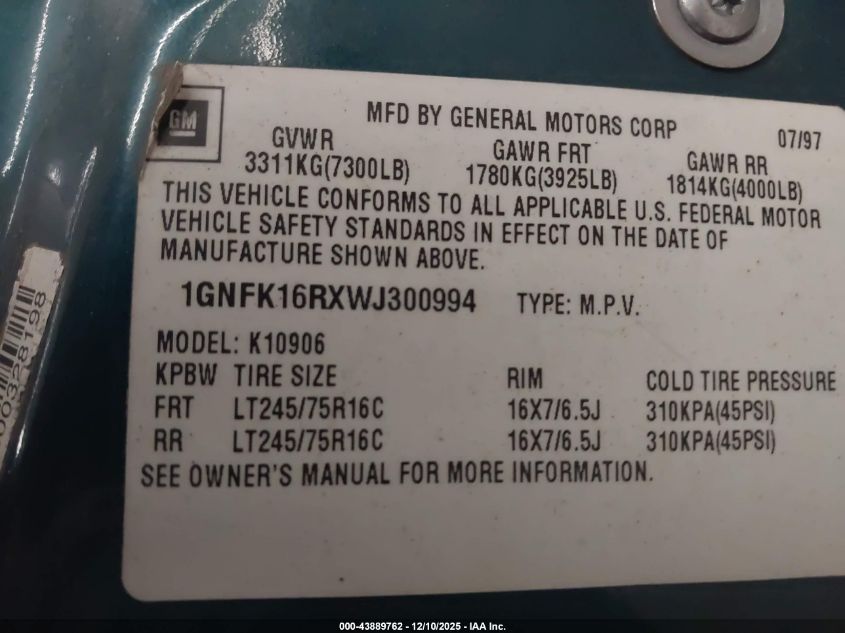 GM
MFD BY GENERAL MOTORS CORP 07/97
GVWR GAWR FRT GAWR RR
3311KG(7300LB) 1780KG(3925LB) 1814KG(4000LB)
THIS VEHICLE CONFORMS TO ALL APPLICABLE U.S. FEDERAL MOTOR
VEHICLE SAFETY STANDARDS IN EFFECT ON THE DATE OF
MANUFACTURE SHOWN ABOVE.
1GNFK16RXWJ300994 TYPE: M.P.V.
MODEL: K10906
KPBW TIRE SIZE RIM COLD TIRE PRESSURE
FRT LT245/75R16C 16X7/6.5J 310KPA(45PSI)
RR LT245/75R16C 16X7/6.5J 310KPA(45PSI)
SEE OWNER'S MANUAL FOR MORE INFORMATION.
000-43889762 - 12/10/2025 - IAA Inc.